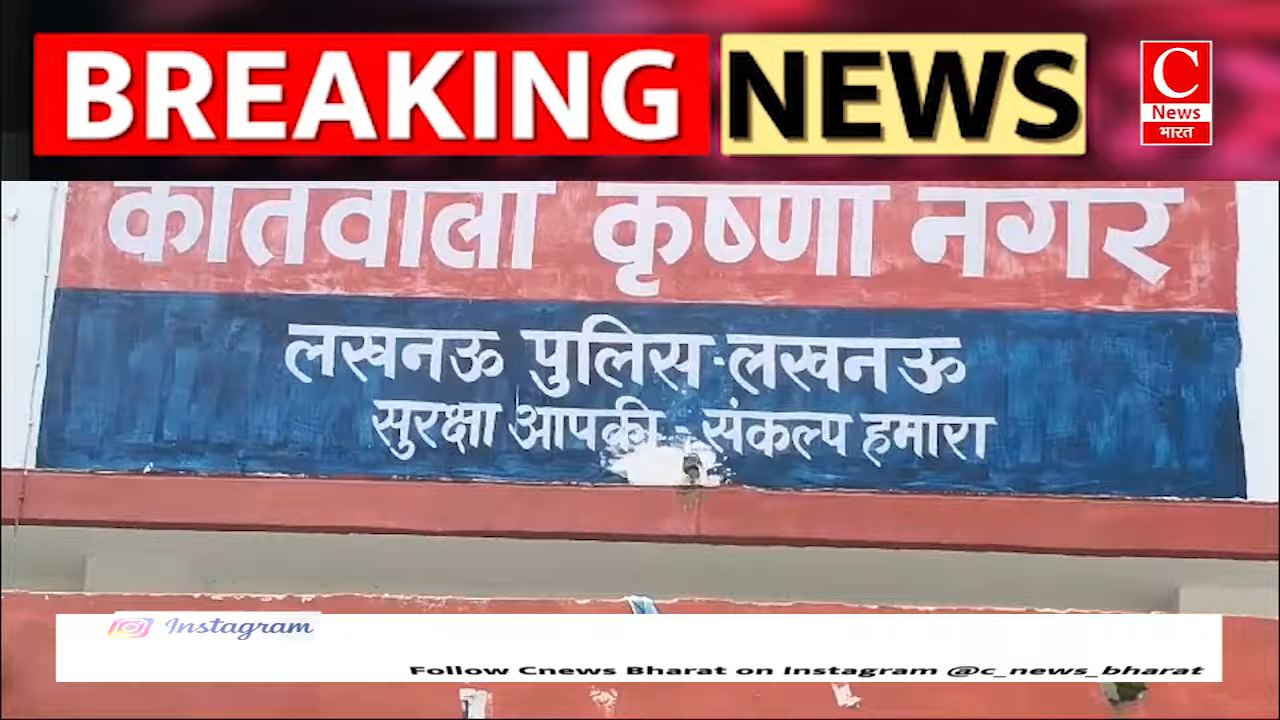 BREAKING NEWS
C
News
भारत
कोतवाली कृष्णा नगर
लखनऊ पुलिस-लखनऊ
सुरक्षा आपकी - संकल्प हमारा
Instagram
Follow Cnews Bharat on Instagram @c_news_bharat